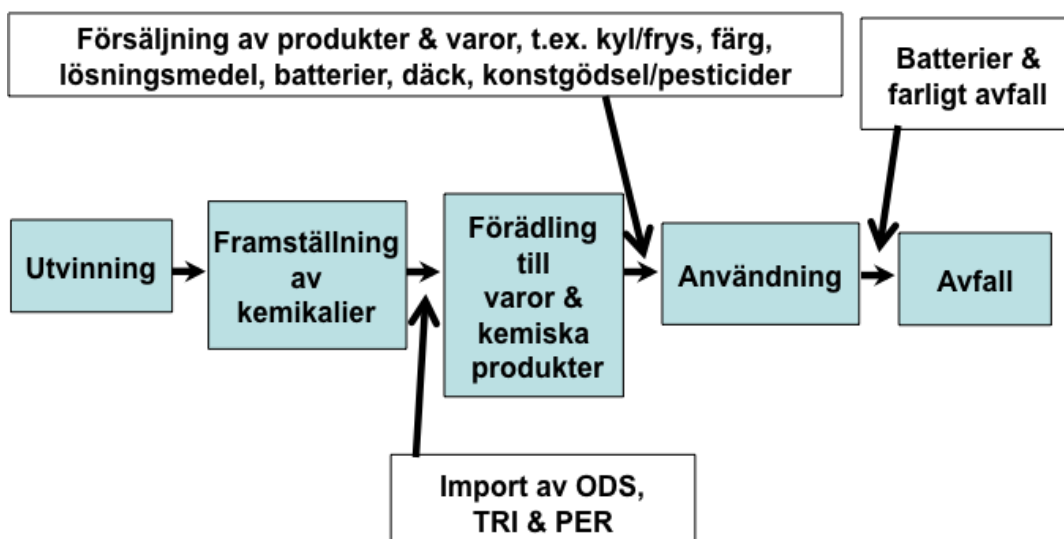 Försäljning av produkter & varor, t.ex. kyl/frys, färg,
lösningsmedel, batterier, däck, konstgödsel/pesticider
Batterier &
farligt avfall
Utvinning
Framställning
av
kemikalier
Förädling
till
varor &
kemiska
produkter
Användning
Avfall
Import av ODS,
TRI & PER